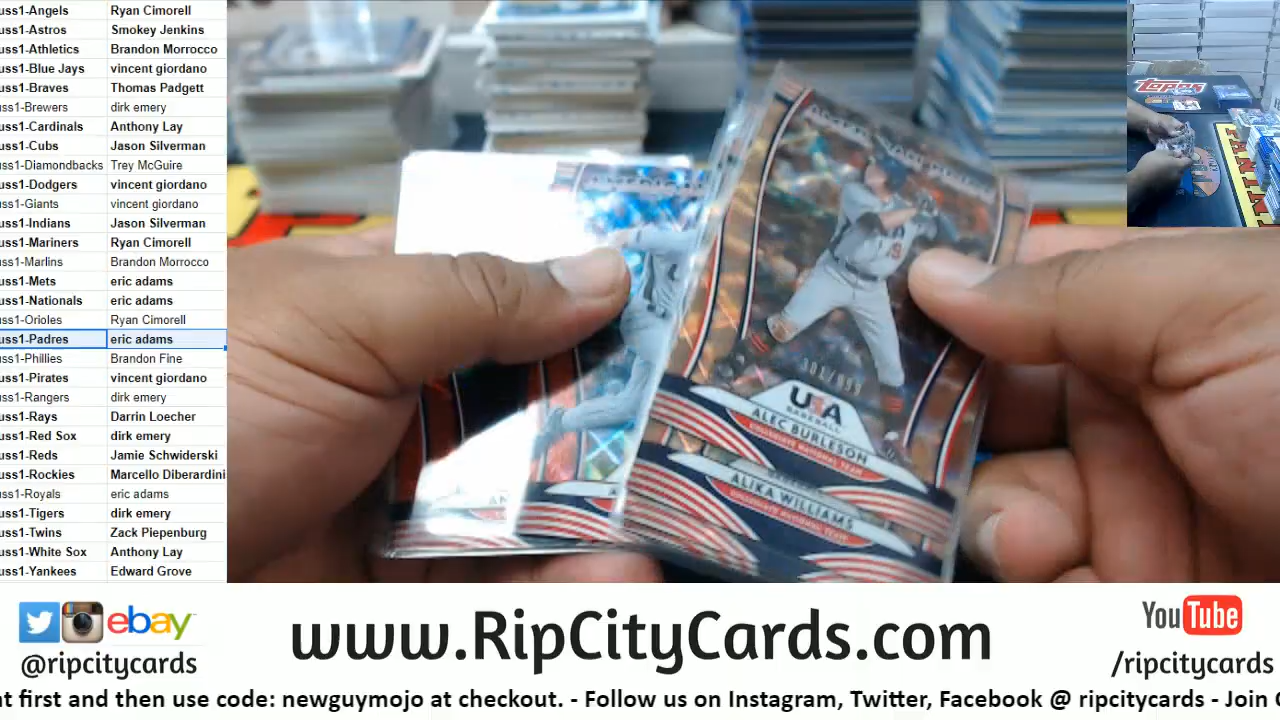 uss1-Angels Ryan Cimorell
uss1-Astros Smokey Jenkins
uss1-Athletics Brandon Morrocco
uss1-Blue Jays vincent giordano
uss1-Braves Thomas Padgett
uss1-Brewers dirk emery
uss1-Cardinals Anthony Lay
uss1-Cubs Jason Silverman
uss1-Diamondbacks Trey McGuire
uss1-Dodgers vincent giordano
uss1-Giants vincent giordano
uss1-Indians Jason Silverman
uss1-Mariners Ryan Cimorell
uss1-Marlins Brandon Morrocco
uss1-Mets eric adams
uss1-Nationals eric adams
uss1-Orioles Ryan Cimorell
uss1-Padres eric adams
uss1-Phillies Brandon Fine
uss1-Pirates vincent giordano
uss1-Rangers dirk emery
uss1-Rays Darrin Loecher
uss1-Red Sox dirk emery
uss1-Reds Jamie Schwiderski
uss1-Rockies Marcello Diberardini
uss1-Royals eric adams
uss1-Tigers dirk emery
uss1-Twins Zack Piepenburg
uss1-White Sox Anthony Lay
uss1-Yankees Edward Grove
USA
BASEBALL
ALEC BURLESON
COLLEGIATE NATIONAL TEAM
ALIKA WILLIAMS
COLLEGIATE NATIONAL TEAM
Topps
PANINI
ebay
@ripcitycards
www.RipCityCards.com
YouTube
/ripcitycards
t first and then use code: newguymojo at checkout. - Follow us on Instagram, Twitter, Facebook @ ripcitycards - Join